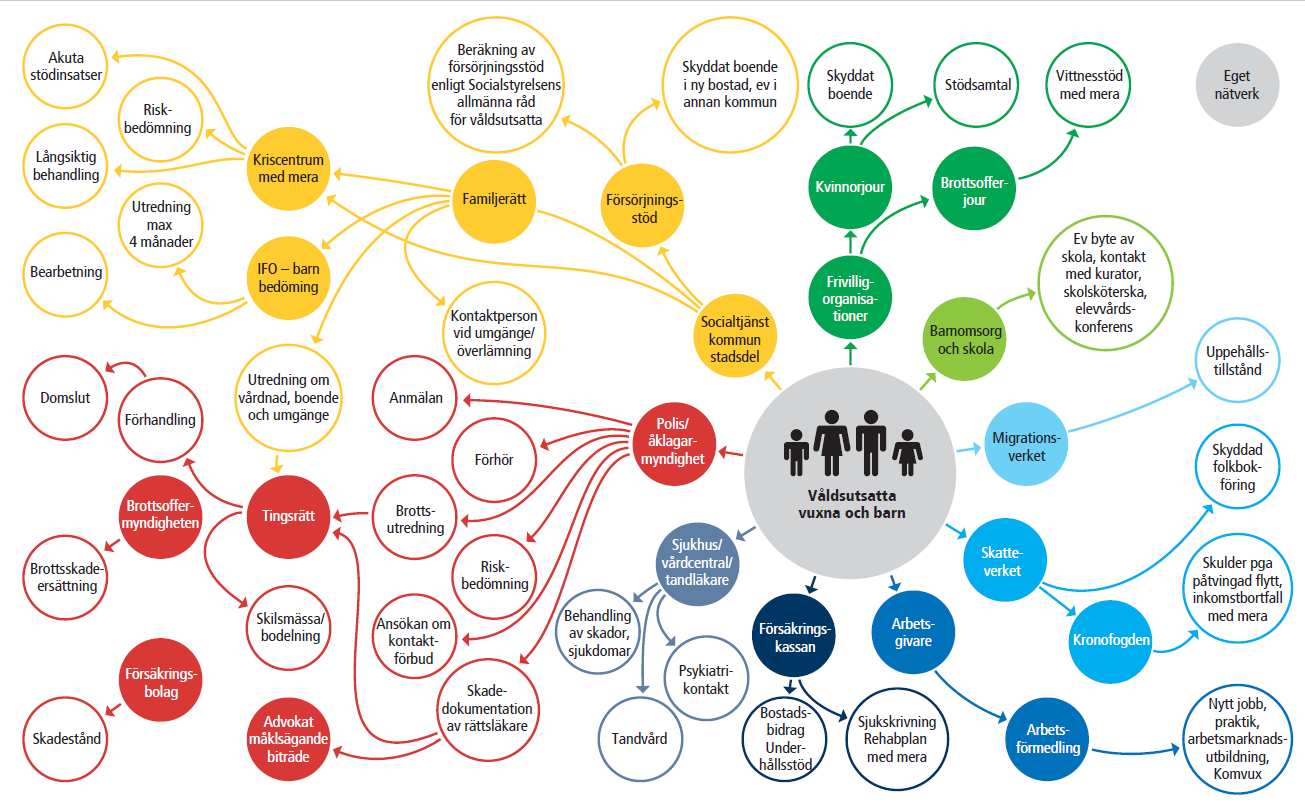 Akuta
stödinsatser
Risk-
bedömning
Långsiktig
behandling
Utredning
max
4 månader
Bearbetning
Kriscentrum
med mera
IFO – barn
bedöming
Beräkning av
försörjningsstöd
enligt Socialstyrelsens
allmänna råd
för våldsutsatta
Familjerätt
Skyddat boende
i ny bostad, ev i
annan kommun
Försörjnings-
stöd
Kontaktperson
vid umgänge/
överlämning
Socialtjänst
kommun
stadsdel
Utredning om
vårdnad, boende
och umgänge
Skyddat
boende
Stödsamtal
Vittnesstöd
med mera
Eget
nätverk
Kvinnorjour
Brottsoffer-
jour
Frivillig-
organisa-
tioner
Ev byte av
skola, kontakt
med kurator,
skolsköterska,
elevvårds-
konferens
Barnomsorg
och skola
Uppehålls-
tillstånd
Migrations-
verket
Våldsutsatta
vuxna och barn
Polis/
åklagar-
myndighet
Anmälan
Förhör
Brotts-
utredning
Risk-
bedömning
Ansökan om
kontakt-
förbud
Skade-
dokumentation
av rättsläkare
Domslut
Förhandling
Brottsoffer-
myndigheten
Tingsrätt
Brottsskade-
ersättning
Skilsmässa/
bodelning
Försäkrings-
bolag
Skadestånd
Advokat
måklsägande
biträde
Sjukhus/
vårdcentral/
tandläkare
Behandling
av skador,
sjukdomar
Psykiatri-
kontakt
Tandvård
Försäkrings-
kassan
Bostads-
bidrag
Under-
hållsstöd
Sjukskrivning
Rehabplan
med mera
Arbets-
givare
Arbets-
förmedling
Nytt jobb,
praktik,
arbetsmarknads-
utbildning,
Komvux
Skatte-
verket
Skyddad
folkbok-
föring
Kronofogden
Skulder pga
påtvingad flytt,
inkomstbortfall
med mera